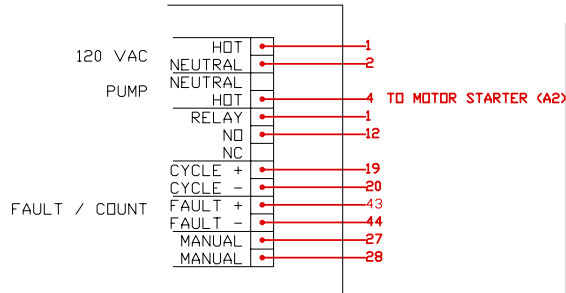 120 VAC
HOT 1
NEUTRAL 2
PUMP
NEUTRAL
HOT 4 TO MOTOR STARTER (A2)
RELAY 1
NO 12
NC
CYCLE + 19
CYCLE - 20
FAULT / COUNT
FAULT + 43
FAULT - 44
MANUAL 27
MANUAL 28